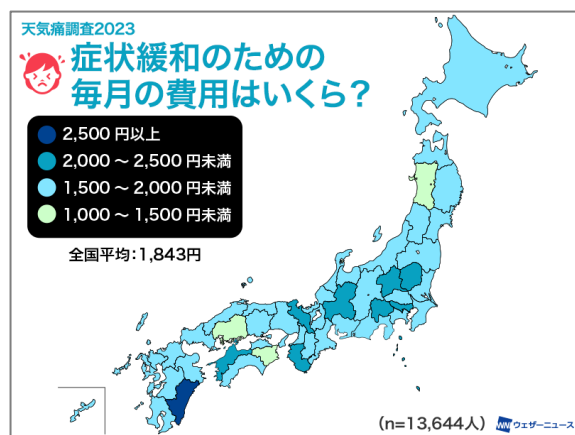 天気痛調査2023
症状緩和のための
毎月の費用はいくら？
2,500 円以上
2,000 〜 2,500 円未満
1,500 〜 2,000 円未満
1,000 〜 1,500 円未満
全国平均：1,843円
（n=13,644人）
WNI ウェザーニュース